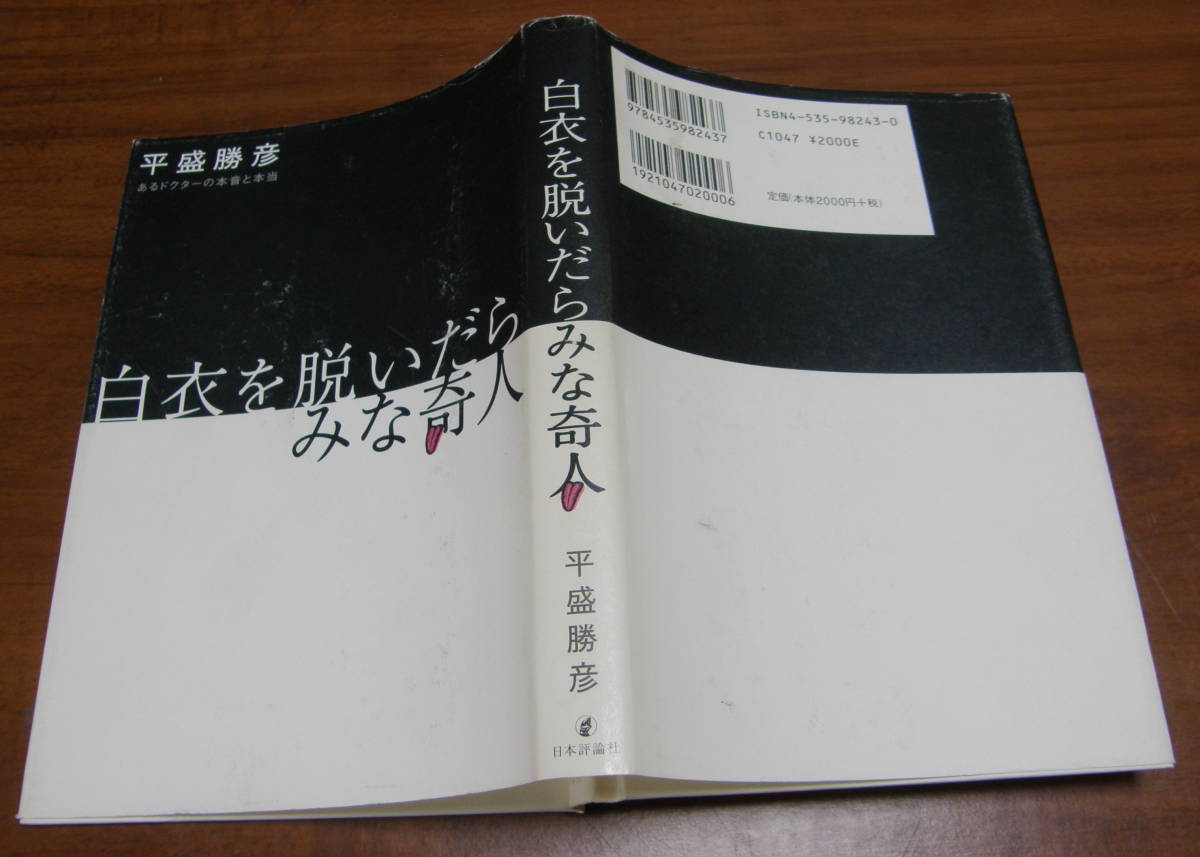 平盛勝彦
あるドクターの本音と本当
白衣を脱いだら
みな奇人
白衣を脱いだらみな奇人
平盛勝彦
日本評論社
9784535982437
ISBN4-535-98243-0
C1047 ¥2000E
1921047020006
定価(本体2000円+税)